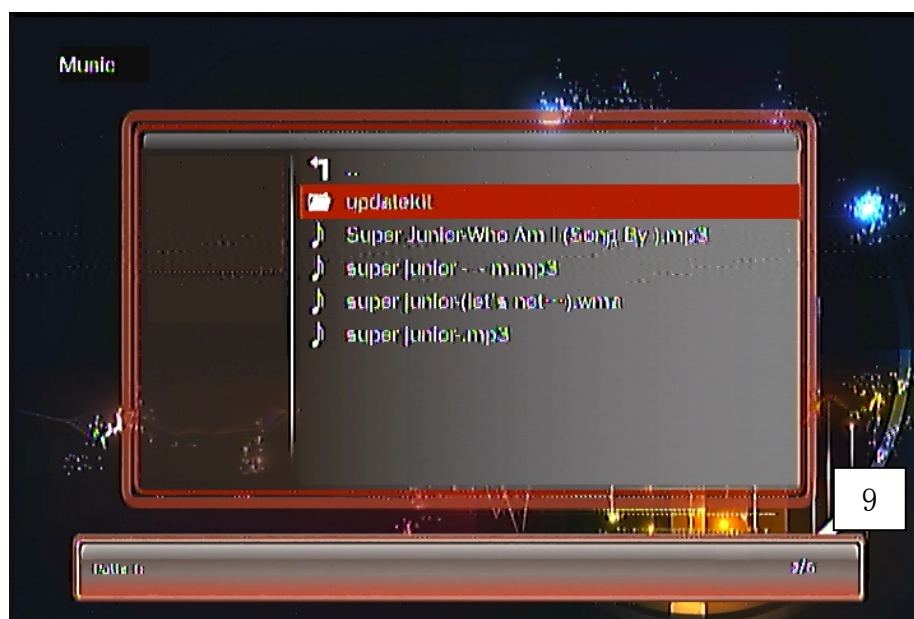 Music
..
updatekit
Super Junior-Who Am I (Song By ).mp3
super junior - - m.mp3
super junior-(let's not…).wma
super junior-.mp3
9